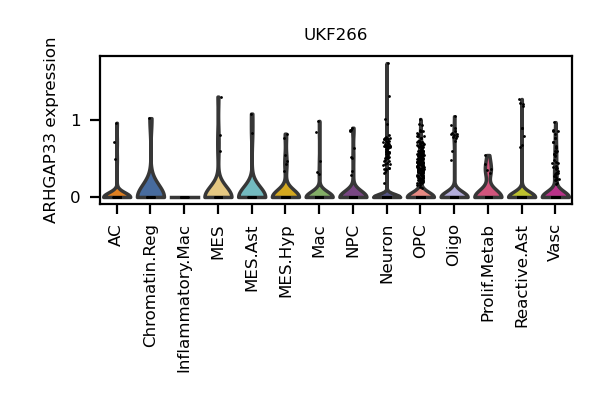 UKF266
ARHGAP33 expression
1
0
AC
Chromatin.Reg
Inflammatory.Mac
MES
MES.Ast
MES.Hyp
Mac
NPC
Neuron
OPC
Oligo
Prolif.Metab
Reactive.Ast
Vasc